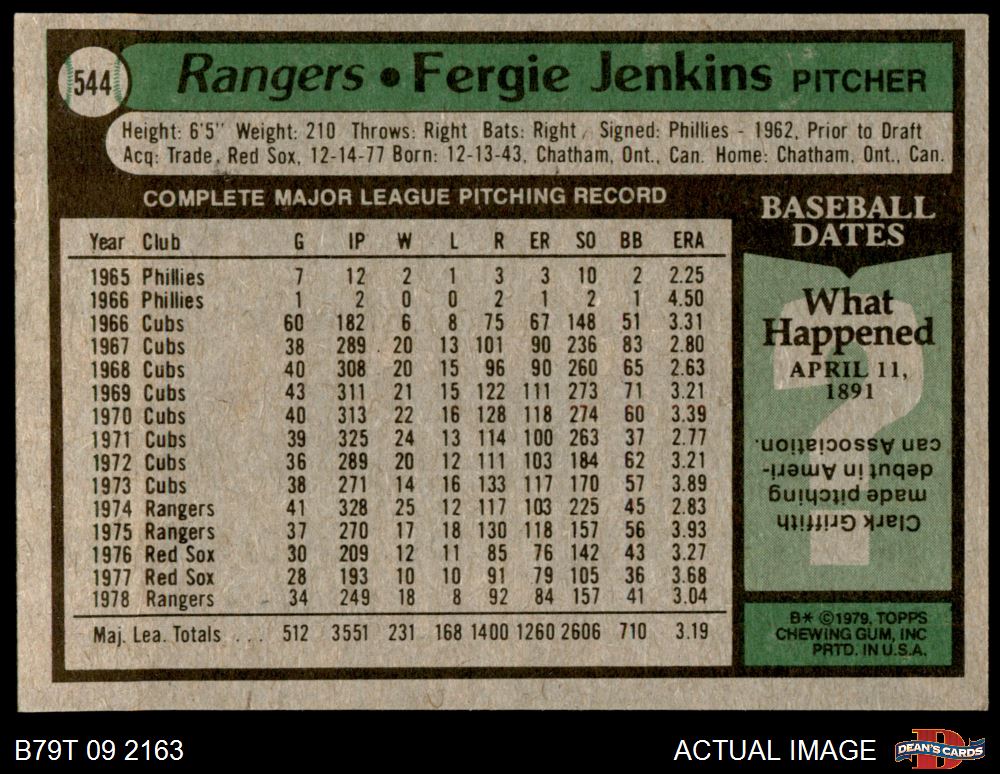 544
Rangers • Fergie Jenkins PITCHER
Height: 6'5" Weight: 210 Throws: Right Bats: Right Signed: Phillies - 1962, Prior to Draft
Acq: Trade, Red Sox, 12-14-77 Born: 12-13-43, Chatham, Ont., Can. Home: Chatham, Ont., Can.
COMPLETE MAJOR LEAGUE PITCHING RECORD
Year Club G IP W L R ER SO BB ERA
1965 Phillies 7 12 2 1 3 3 10 2 2.25
1966 Phillies 1 2 0 0 2 1 2 1 4.50
1966 Cubs 60 182 6 8 75 67 148 51 3.31
1967 Cubs 38 289 20 13 101 90 236 83 2.80
1968 Cubs 40 308 20 15 96 90 260 65 2.63
1969 Cubs 43 311 21 15 122 111 273 71 3.21
1970 Cubs 40 313 22 16 128 118 274 60 3.39
1971 Cubs 39 325 24 13 114 100 263 37 2.77
1972 Cubs 36 289 20 12 111 103 184 62 3.21
1973 Cubs 38 271 14 16 133 117 170 57 3.89
1974 Rangers 41 328 25 12 117 103 225 45 2.83
1975 Rangers 37 270 17 18 130 118 157 56 3.93
1976 Red Sox 30 209 12 11 85 76 142 43 3.27
1977 Red Sox 28 193 10 10 91 79 105 36 3.68
1978 Rangers 34 249 18 8 92 84 157 41 3.04
Maj. Lea. Totals . . . 512 3551 231 168 1400 1260 2606 710 3.19
BASEBALL
DATES
What
Happened
APRIL 11,
1891
?
Clark Griffith
made pitching
debut in Ameri-
can Association.
B* ©1979, TOPPS
CHEWING GUM, INC
PRTD. IN U.S.A.
B79T 09 2163
ACTUAL IMAGE
D
DEAN'S CARDS